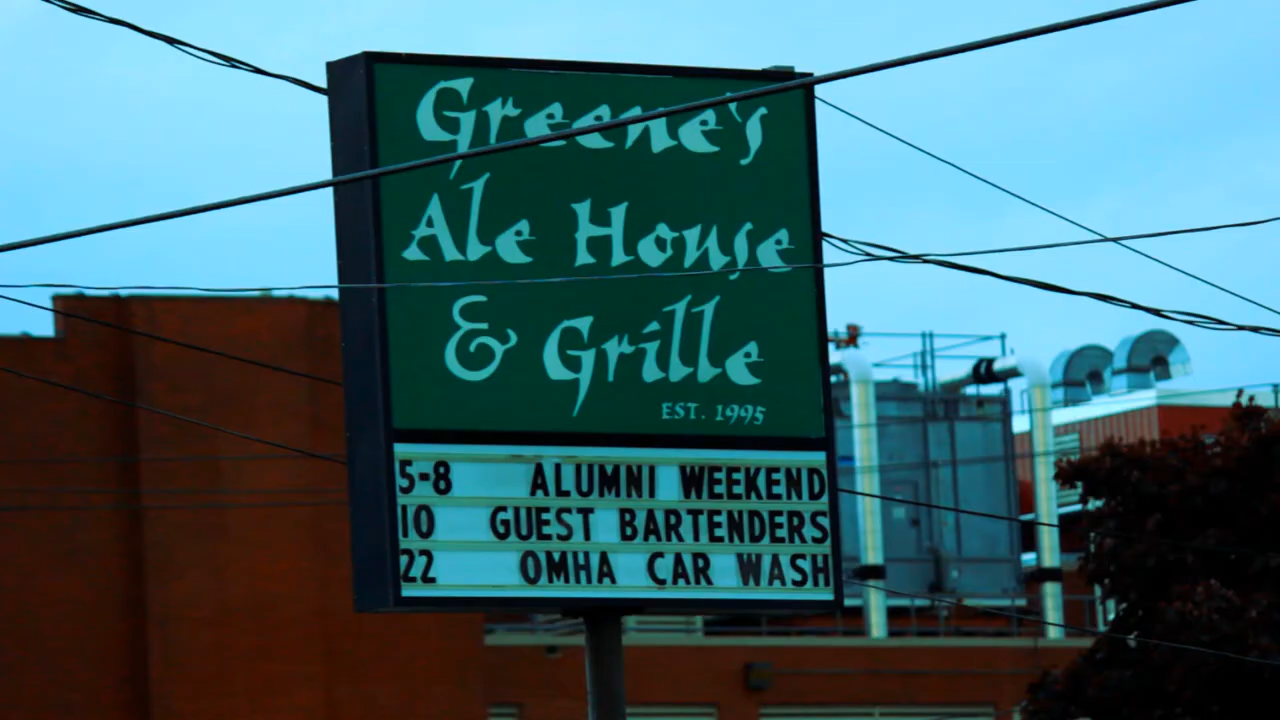 Greene's
Ale House
& Grille
EST. 1995
5-8 ALUMNI WEEKEND
10 GUEST BARTENDERS
22 OMHA CAR WASH